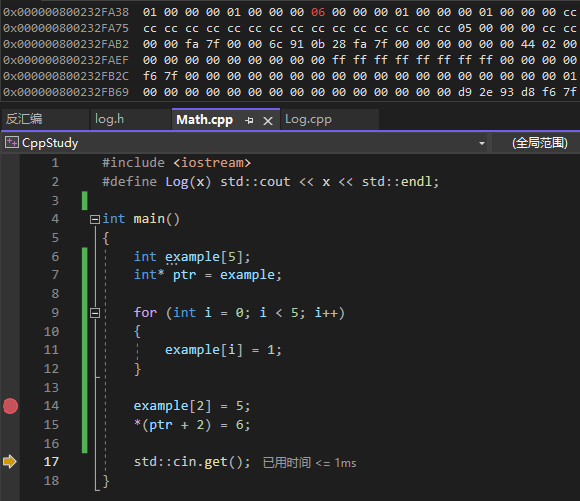 0x000000800232FA38 01 00 00 00 01 00 00 00 06 00 00 00 01 00 00 00 01 00 00 00 cc
0x000000800232FA75 cc cc cc cc cc cc cc cc cc cc cc cc cc cc cc 05 00 00 00 cc cc
0x000000800232FAB2 00 00 fa 7f 00 00 6c 91 0b 28 fa 7f 00 00 00 00 00 00 44 02 00
0x000000800232FAEF 00 00 00 00 00 00 00 00 00 ff ff ff ff ff ff ff ff 00 00 00 00
0x000000800232FB2C f6 7f 00 00 00 00 00 00 00 00 00 00 00 00 00 00 00 00 00 00 01
0x000000800232FB69 00 00 00 00 00 00 00 00 00 00 00 00 00 00 00 d9 2e 93 d8 f6 7f
反汇编 log.h Math.cpp Log.cpp
CppStudy (全局范围)
1 #include <iostream>
2 #define Log(x) std::cout << x << std::endl;
3
4 int main()
5 {
6 int example[5];
7 int* ptr = example;
8
9 for (int i = 0; i < 5; i++)
10 {
11 example[i] = 1;
12 }
13
14 example[2] = 5;
15 *(ptr + 2) = 6;
16
17 std::cin.get(); 已用时间 <= 1ms
18 }